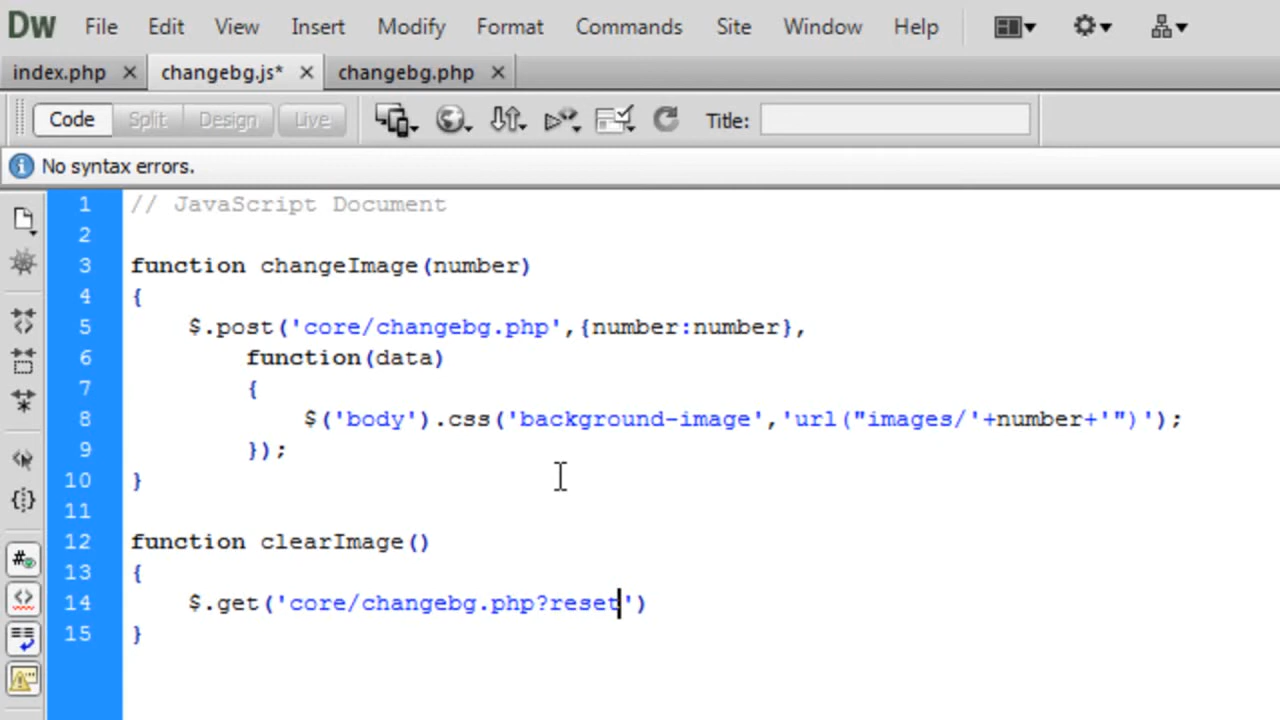 Dw File Edit View Insert Modify Format Commands Site Window Help
index.php changebg.js* changebg.php
Code Split Design Live Title:
No syntax errors.
1 // JavaScript Document
2
3 function changeImage(number)
4 {
5 $.post('core/changebg.php',{number:number},
6 function(data)
7 {
8 $('body').css('background-image','url("images/'+number+'")');
9 });
10 }
11
12 function clearImage()
13 {
14 $.get('core/changebg.php?reset')
15 }